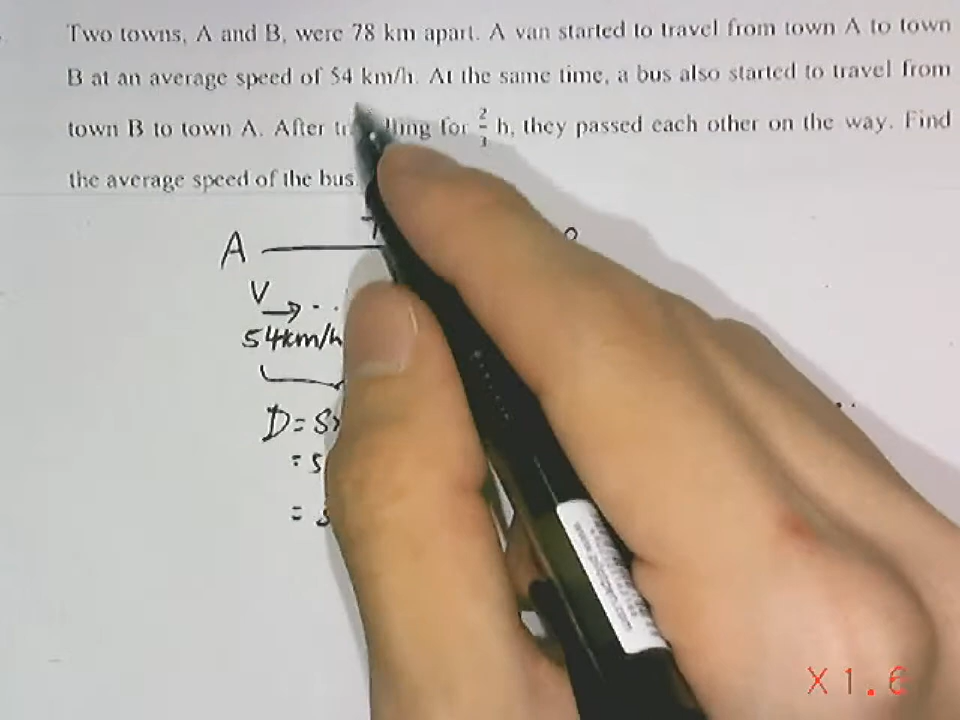 Two towns, A and B, were 78 km apart. A van started to travel from town A to town
B at an average speed of 54 km/h. At the same time, a bus also started to travel from
town B to town A. After tr lling for 2/3 h, they passed each other on the way. Find
the average speed of the bus.
A
V
54km/h
D = S
=
=
X1.6